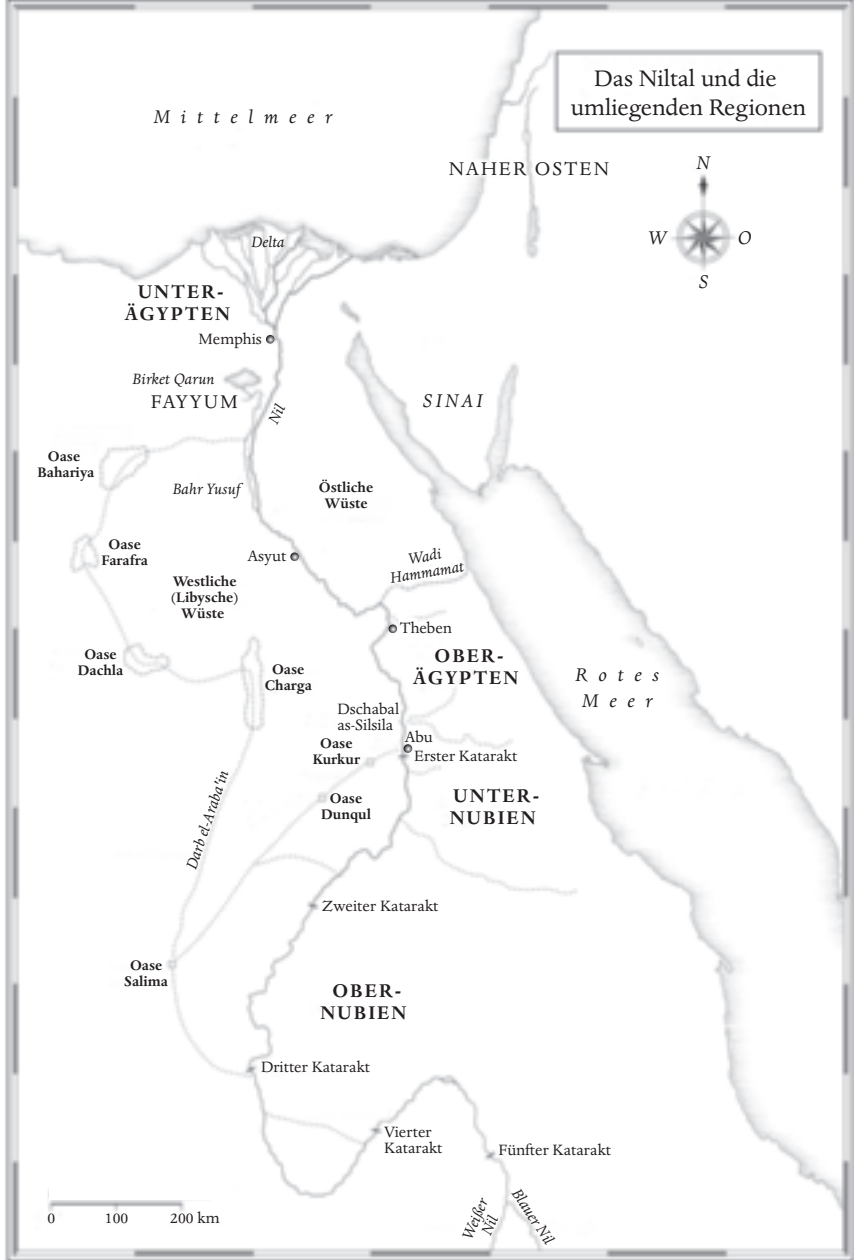 Das Niltal und die
umliegenden Regionen
Mittelmeer
NAHER OSTEN
N
W
O
S
Delta
UNTER-
ÄGYPTEN
Memphis
Birket Qarun
FAYYUM
Nil
SINAI
Oase
Bahariya
Bahr Yusuf
Östliche
Wüste
Oase
Farafra
Asyut
Wadi
Hammamat
Westliche
(Libysche)
Wüste
Theben
Oase
Dachla
Oase
Charga
OBER-
ÄGYPTEN
Rotes
Meer
Dschabal
as-Silsila
Abu
Oase
Kurkur
Erster Katarakt
Oase
Dunqul
UNTER-
NUBIEN
Darb el-Araba'in
Zweiter Katarakt
Oase
Salima
OBER-
NUBIEN
Dritter Katarakt
Vierter
Katarakt
Fünfter Katarakt
Weißer
Nil
Blauer Nil
0 100 200 km